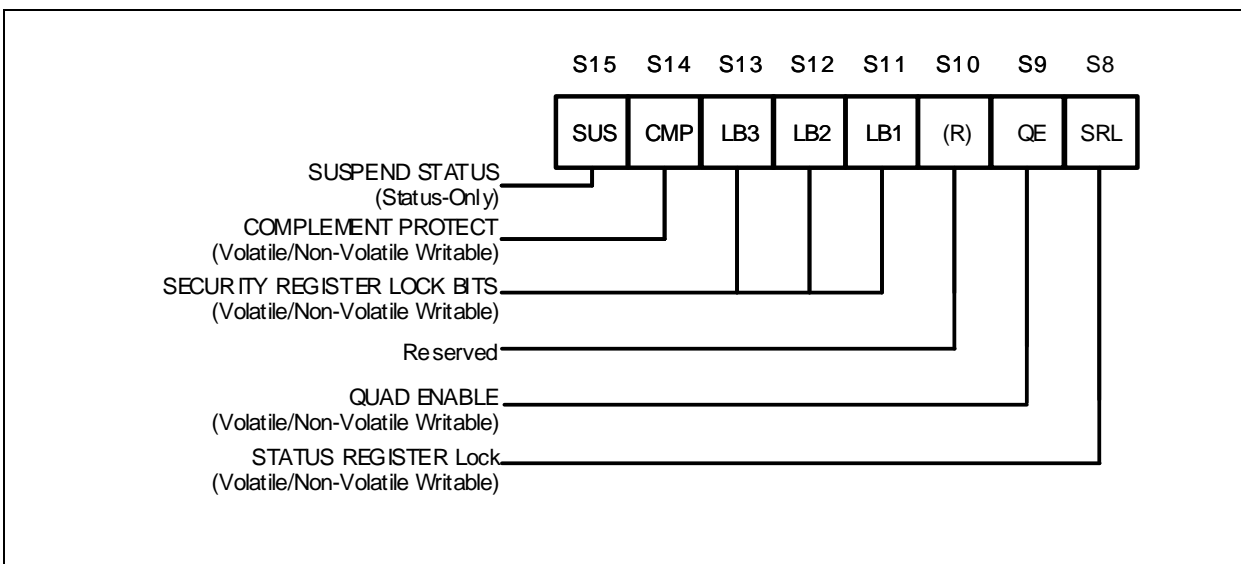 S15 S14 S13 S12 S11 S10 S9 S8
SUS CMP LB3 LB2 LB1 (R) QE SRL
SUSPEND STATUS
(Status-Only)
COMPLEMENT PROTECT
(Volatile/Non-Volatile Writable)
SECURITY REGISTER LOCK BITS
(Volatile/Non-Volatile Writable)
Reserved
QUAD ENABLE
(Volatile/Non-Volatile Writable)
STATUS REGISTER Lock
(Volatile/Non-Volatile Writable)